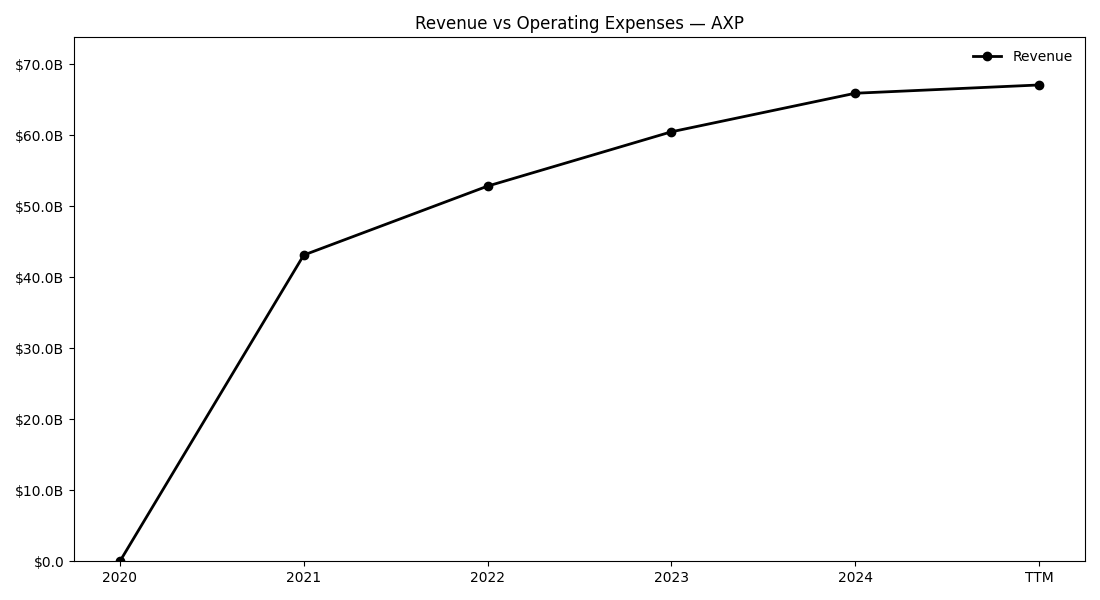 Revenue vs Operating Expenses — AXP
Revenue
$70.0B
$60.0B
$50.0B
$40.0B
$30.0B
$20.0B
$10.0B
$0.0
2020 2021 2022 2023 2024 TTM